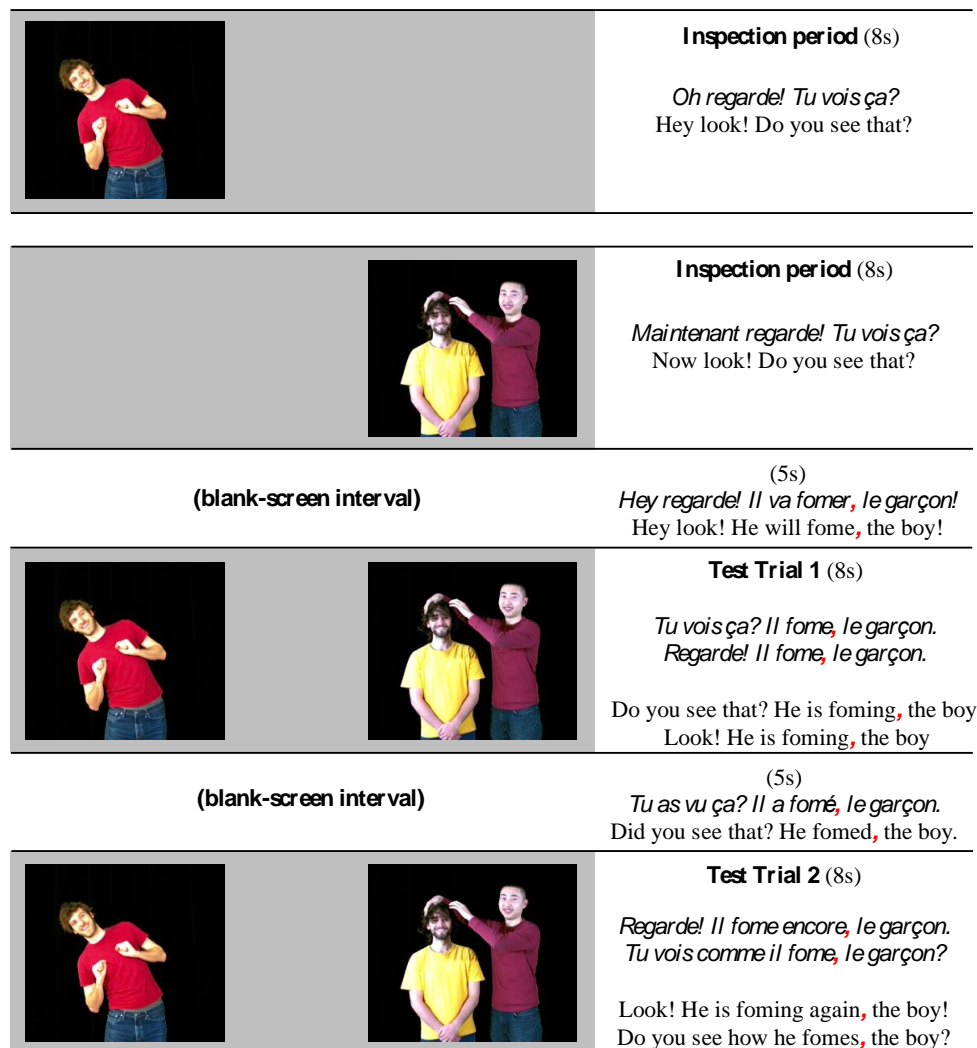 Inspection period (8s)
Oh regarde! Tu vois ça?
Hey look! Do you see that?
Inspection period (8s)
Maintenant regarde! Tu vois ça?
Now look! Do you see that?
(blank-screen interval)
(5s)
Hey regarde! Il va fomer, le garçon!
Hey look! He will fome, the boy!
Test Trial 1 (8s)
Tu vois ça? Il fome, le garçon.
Regarde! Il fome, le garçon.
Do you see that? He is foming, the boy
Look! He is foming, the boy
(blank-screen interval)
(5s)
Tu as vu ça? Il a fomé, le garçon.
Did you see that? He fomed, the boy.
Test Trial 2 (8s)
Regarde! Il fome encore, le garçon.
Tu vois comme il fome, le garçon?
Look! He is foming again, the boy!
Do you see how he fomes, the boy?